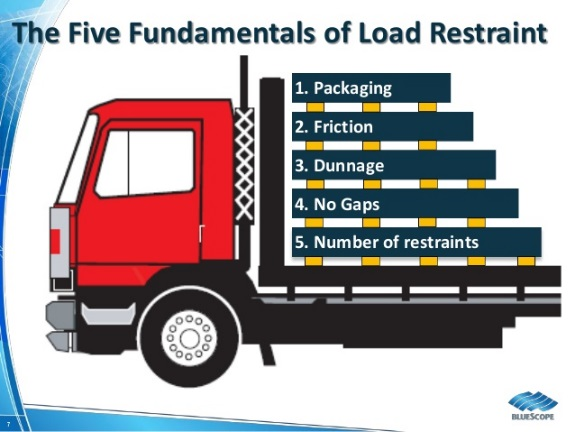 The Five Fundamentals of Load Restraint
1. Packaging
2. Friction
3. Dunnage
4. No Gaps
5. Number of restraints
7
BLUESCOPE